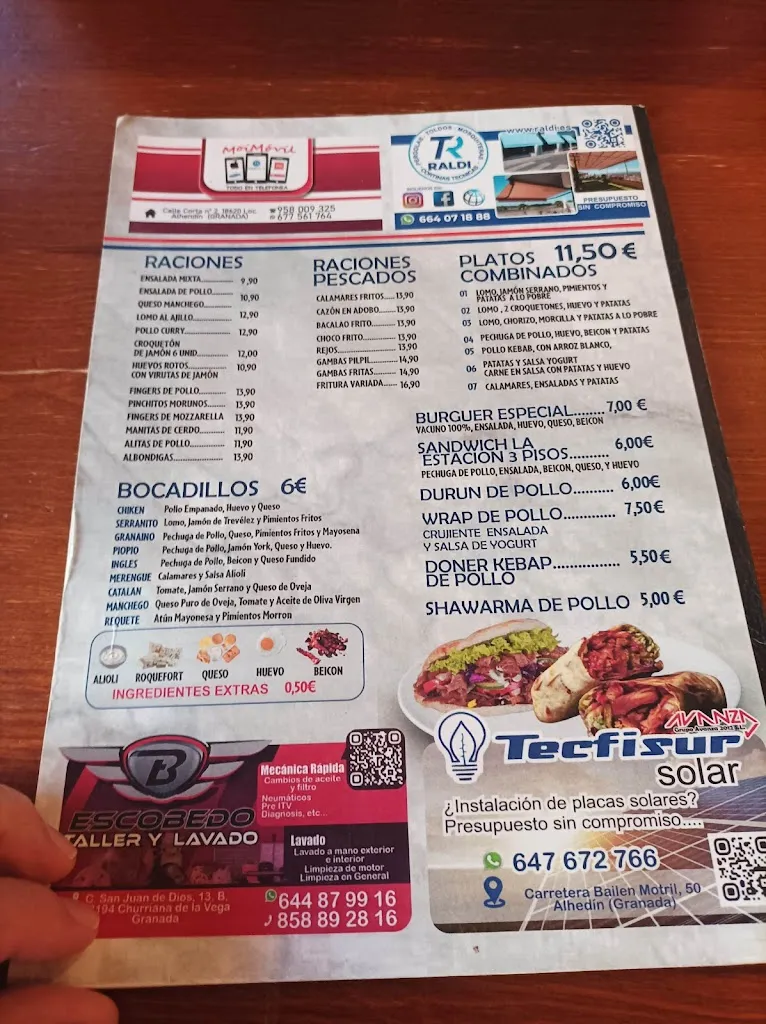 MoiMóvil
TODO EN TELEFONÍA
Calle Corta nº 2, 18620 Loc.
Alhendín (GRANADA)
958 009 325
677 561 764
TOLDOS
CORTINAS TECNICAS
TR
RALDI
www.raldi.es
PRESUPUESTO
SIN COMPROMISO
664 07 18 88
RACIONES
ENSALADA MIXTA........... 9,90
ENSALADA DE POLLO....... 10,90
QUESO MANCHEGO..........
LOMO AL AJILLO........... 12,90
POLLO CURRY.............. 12,90
CROQUETÓN
DE JAMÓN 6 UNID.......... 12,00
HUEVOS ROTOS............. 10,90
CON VIRUTAS DE JAMÓN
FINGERS DE POLLO......... 13,90
PINCHITOS MORUNOS........ 13,90
FINGERS DE MOZZARELLA 13,90
MANITAS DE CERDO......... 11,90
ALITAS DE POLLO.......... 11,90
ALBONDIGAS............... 13,90
RACIONES
PESCADOS
CALAMARES FRITOS.....13,90
CAZÓN EN ADOBO.......13,90
BACALAO FRITO........13,90
CHOCO FRITO..........13,90
REJOS................13,90
GAMBAS PILPIL........14,90
GAMBAS FRITAS........14,90
FRITURA VARIADA......16,90
PLATOS 11,50 €
COMBINADOS
01 LOMO, JAMÓN SERRANO, PIMIENTOS Y
PATATAS A LO POBRE
02 LOMO , 2 CROQUETONES, HUEVO Y PATATAS
03 LOMO, CHORIZO, MORCILLA Y PATATAS A LO POBRE
04 PECHUGA DE POLLO, HUEVO, BEICON Y PATATAS
05 POLLO KEBAP, CON ARROZ BLANCO,
PATATAS Y SALSA YOGURT
06 CARNE EN SALSA CON PATATAS Y HUEVO
07 CALAMARES, ENSALADAS Y PATATAS
BURGUER ESPECIAL.........7,00 €
VACUNO 100%, ENSALADA, HUEVO, QUESO, BEICON
SANDWICH LA
ESTACION 3 PISOS.......... 6,00€
PECHUGA DE POLLO, ENSALADA, BEICON, QUESO, Y HUEVO
DURUN DE POLLO.......... 6,00€
WRAP DE POLLO............ 7,50€
CRUJIENTE ENSALADA
Y SALSA DE YOGURT
DONER KEBAP................. 5,50€
DE POLLO
SHAWARMA DE POLLO 5,00 €
BOCADILLOS 6€
CHIKEN Pollo Empanado, Huevo y Queso
SERRANITO Lomo, Jamón de Trevélez y Pimientos Fritos
GRANAINO Pechuga de Pollo, Queso, Pimientos Fritos y Mayosena
PIOPIO Pechuga de Pollo, Jamón York, Queso y Huevo.
INGLES Pechuga de Pollo, Beicon y Queso Fundido
MERENGUE Calamares y Salsa Alioli
CATALAN Tomate, Jamón Serrano y Queso de Oveja
MANCHEGO Queso Puro de Oveja, Tomate y Aceite de Oliva Virgen
REQUETE Atún Mayonesa y Pimientos Morron
ALIOLI ROQUEFORT QUESO HUEVO BEICON
INGREDIENTES EXTRAS 0,50€
B
ESCOBEDO
TALLER Y LAVADO
Mecánica Rápida
Cambios de aceite
y filtro
Neumáticos
Pre ITV
Diagnosis, etc...
Lavado
Lavado a mano exterior
e interior
Limpieza de motor
Limpieza en General
C. San Juan de Dios, 13, B,
Churriana de la Vega
Granada
644 87 99 16
858 89 28 16
AVANZA
Grupo Avanza 2013 S.L.
Tecfisur
solar
¿Instalación de placas solares?
Presupuesto sin compromiso....
647 672 766
Carretera Bailen Motril, 50
Alhedín (Granada)